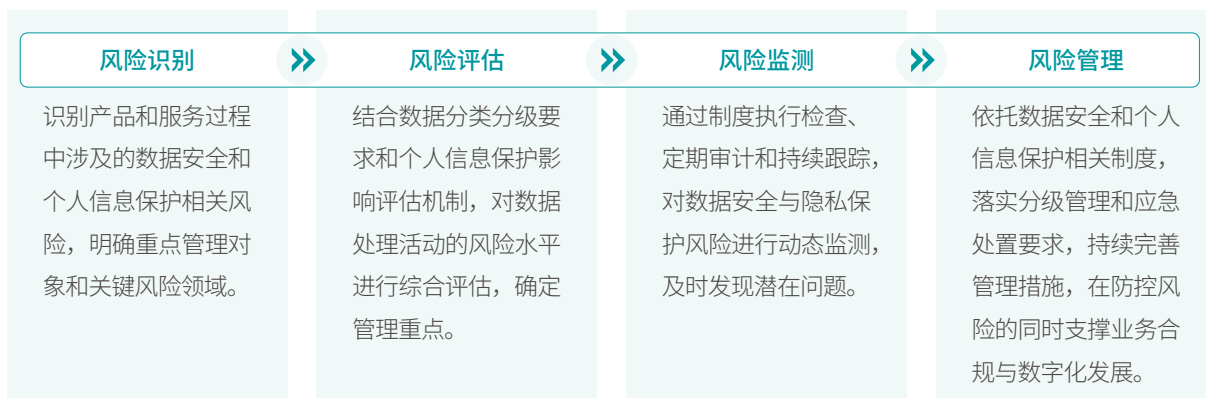 风险识别
风险评估
风险监测
风险管理
识别产品和服务过程
中涉及的数据安全和
个人信息保护相关风
险，明确重点管理对
象和关键风险领域。
结合数据分类分级要
求和个人信息保护影
响评估机制，对数据
处理活动的风险水平
进行综合评估，确定
管理重点。
通过制度执行检查、
定期审计和持续跟踪，
对数据安全与隐私保
护风险进行动态监测，
及时发现潜在问题。
依托数据安全和个人
信息保护相关制度，
落实分级管理和应急
处置要求，持续完善
管理措施，在防控风
险的同时支撑业务合
规与数字化发展。